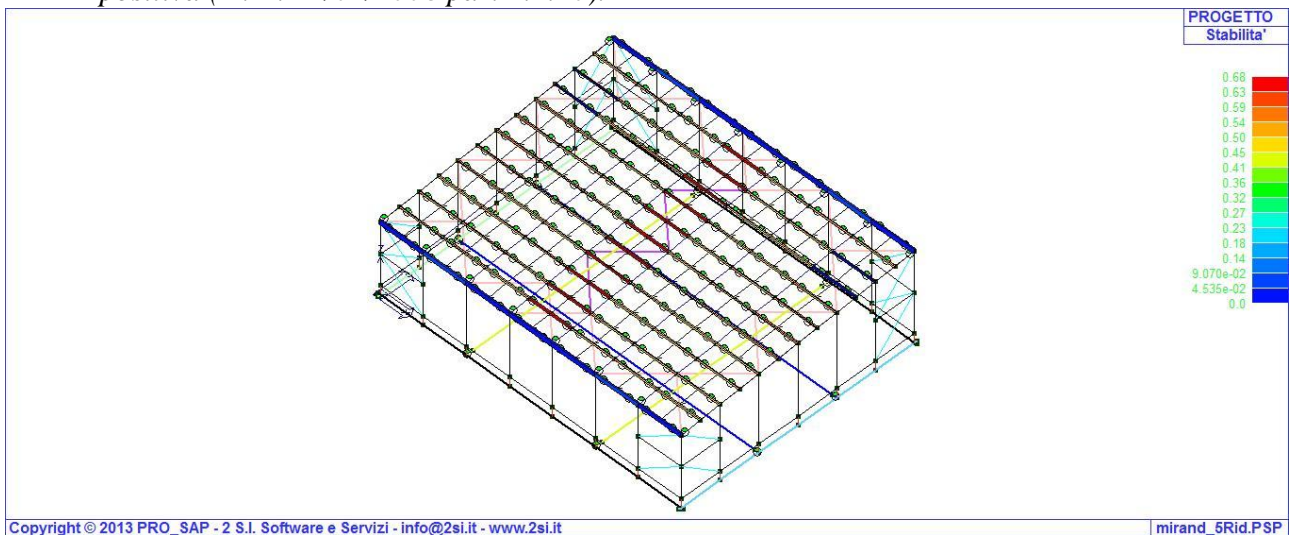 PROGETTO
Stabilita'
0.68
0.63
0.59
0.54
0.50
0.45
0.41
0.36
0.32
0.27
0.23
0.18
0.14
9.070e-02
4.535e-02
0.0
Copyright © 2013 PRO_SAP - 2 S.I. Software e Servizi - info@2si.it - www.2si.it
mirand_5Rid.PSP